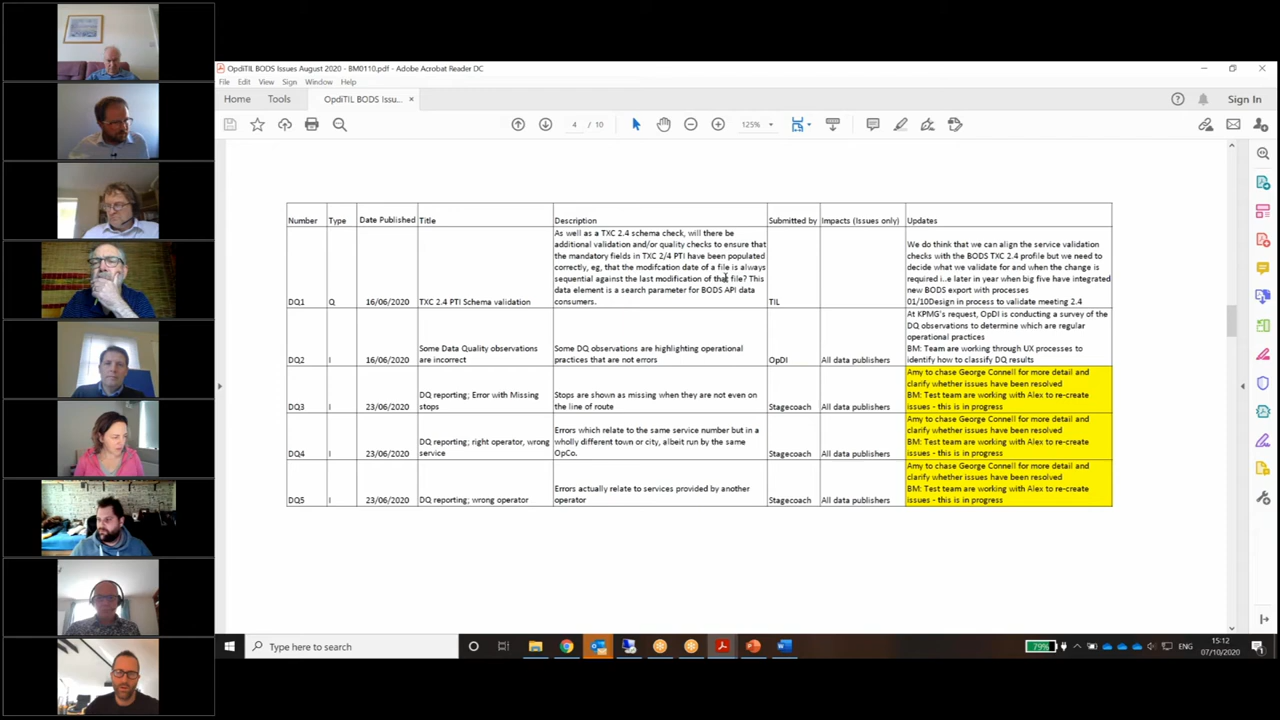 OpdiTIL BODS Issues August 2020 - BM0110.pdf - Adobe Acrobat Reader DC
File Edit View Sign Window Help
Home Tools OpdiTIL BODS Issu... × Sign In
4 / 10 125%
Number Type Date Published Title Description Submitted by Impacts (Issues only) Updates
As well as a TXC 2.4 schema check, will there be
additional validation and/or quality checks to ensure that
the mandatory fields in TXC 2/4 PTI have been populated
correctly, eg, that the modifcation date of a file is always
sequential against the last modification of that file? This
data element is a search parameter for BODS API data
consumers.
We do think that we can align the service validation
checks with the BODS TXC 2.4 profile but we need to
decide what we validate for and when the change is
required i..e later in year when big five have integrated
new BODS export with processes
01/10Design in process to validate meeting 2.4
DQ1 Q 16/06/2020 TXC 2.4 PTI Schema validation TIL
At KPMG's request, OpDI is conducting a survey of the
DQ observations to determine which are regular
operational practices
BM: Team are working through UX processes to
identify how to classify DQ results
Some Data Quality observations
are incorrect
Some DQ observations are highlighting operational
practices that are not errors
DQ2 I 16/06/2020 OpDI All data publishers
Amy to chase George Connell for more detail and
clarify whether issues have been resolved
BM: Test team are working with Alex to re-create
issues - this is in progress
DQ reporting; Error with Missing
stops
Stops are shown as missing when they are not even on
the line of route
DQ3 I 23/06/2020 Stagecoach All data publishers
Amy to chase George Connell for more detail and
clarify whether issues have been resolved
BM: Test team are working with Alex to re-create
issues - this is in progress
DQ reporting; right operator, wrong
service
Errors which relate to the same service number but in a
wholly different town or city, albeit run by the same
OpCo.
DQ4 I 23/06/2020 Stagecoach All data publishers
Amy to chase George Connell for more detail and
clarify whether issues have been resolved
BM: Test team are working with Alex to re-create
issues - this is in progress
Errors actually relate to services provided by another
operator
DQ5 I 23/06/2020 DQ reporting; wrong operator Stagecoach All data publishers
Type here to search
79% ENG
15:12
07/10/2020